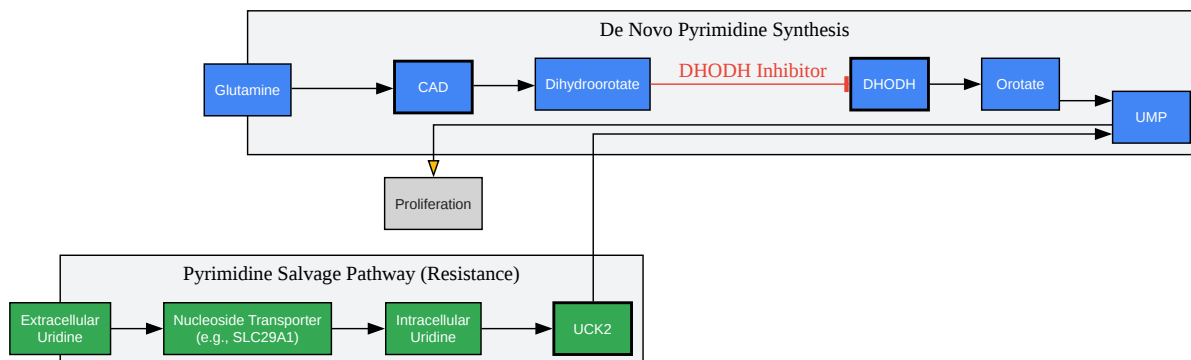 De Novo Pyrimidine Synthesis
Glutamine
CAD
Dihydroorotate
DHODH Inhibitor
DHODH
Orotate
UMP
Proliferation
Pyrimidine Salvage Pathway (Resistance)
Extracellular
Uridine
Nucleoside Transporter
(e.g., SLC29A1)
Intracellular
Uridine
UCK2